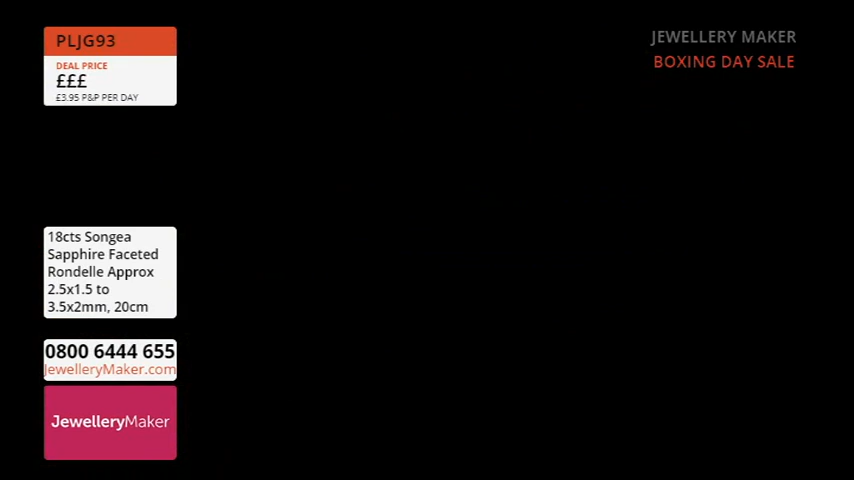 PLJG93
DEAL PRICE
£££
£3.95 P&P PER DAY
JEWELLERY MAKER
BOXING DAY SALE
18cts Songea
Sapphire Faceted
Rondelle Approx
2.5x1.5 to
3.5x2mm, 20cm
0800 6444 655
JewelleryMaker.com
JewelleryMaker